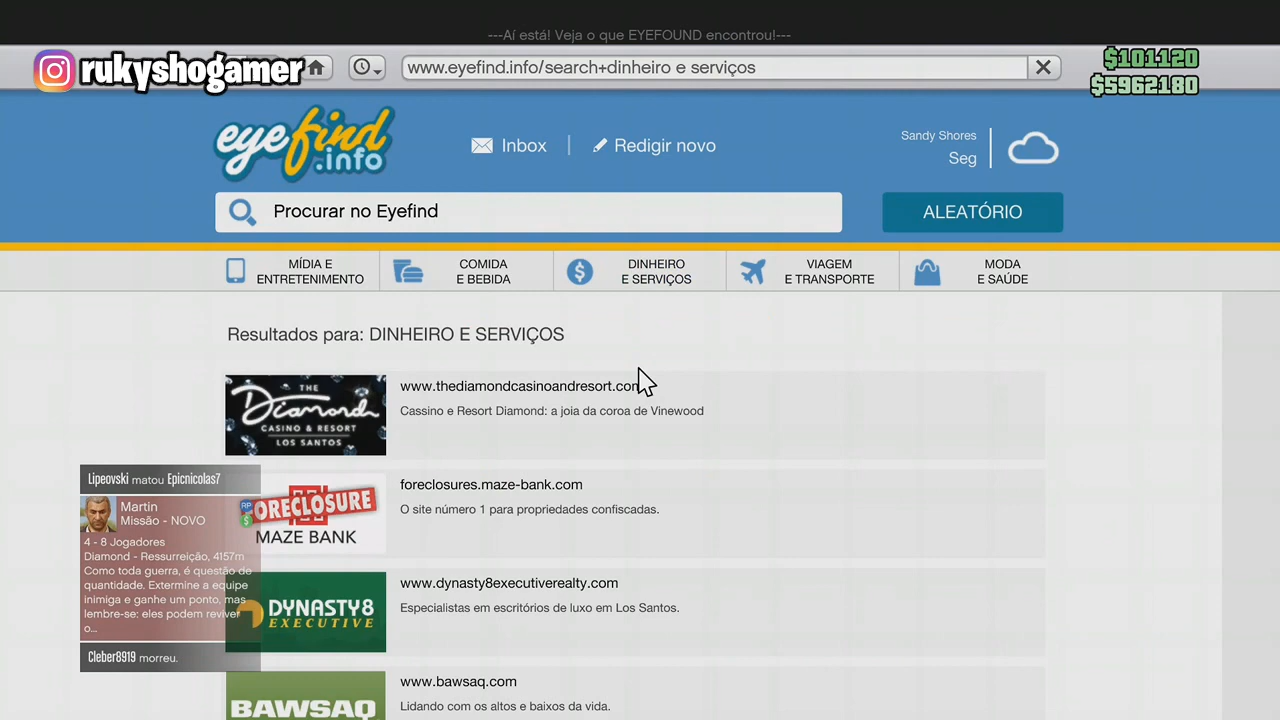 ---Aí está! Veja o que EYEFOUND encontrou!---
rukyshogamer
www.eyefind.info/search+dinheiro e serviços
$101120
$5962180
eyefind
.info
Inbox
Redigir novo
Sandy Shores
Seg
Procurar no Eyefind
ALEATÓRIO
MÍDIA E
ENTRETENIMENTO
COMIDA
E BEBIDA
DINHEIRO
E SERVIÇOS
VIAGEM
E TRANSPORTE
MODA
E SAÚDE
Resultados para: DINHEIRO E SERVIÇOS
THE
Diamond
CASINO & RESORT
LOS SANTOS
www.thediamondcasinoandresort.com
Cassino e Resort Diamond: a joia da coroa de Vinewood
FORECLOSURE
MAZE BANK
foreclosures.maze-bank.com
O site número 1 para propriedades confiscadas.
DYNASTY8
EXECUTIVE
www.dynasty8executiverealty.com
Especialistas em escritórios de luxo em Los Santos.
BAWSAQ
www.bawsaq.com
Lidando com os altos e baixos da vida.
Lipeovski matou Epicnicolas7
Martin
Missão - NOVO
RP
$
4 - 8 Jogadores
Diamond - Ressurreição, 4157m
Como toda guerra, é questão de
quantidade. Extermine a equipe
inimiga e ganhe um ponto, mas
lembre-se: eles podem reviver
o...
Cleber8919 morreu.